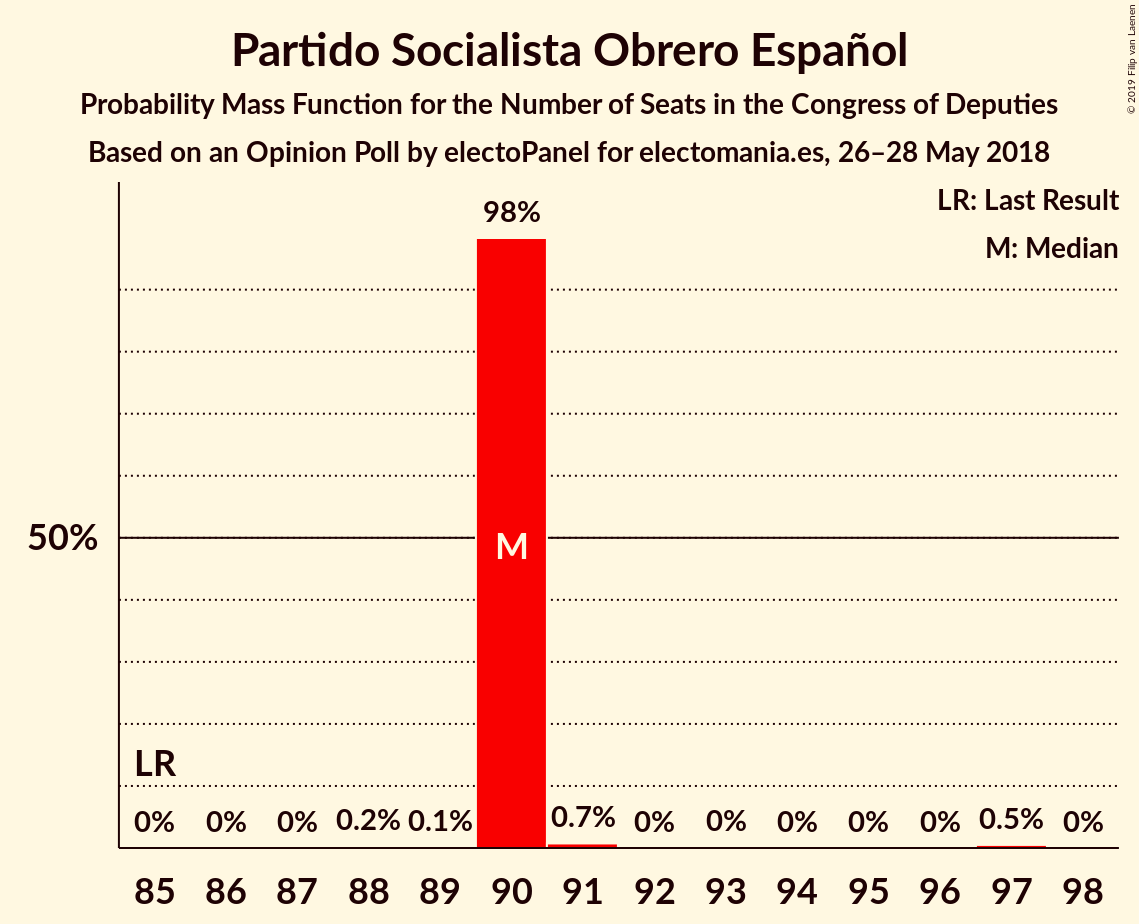 Partido Socialista Obrero Español
Probability Mass Function for the Number of Seats in the Congress of Deputies
Based on an Opinion Poll by electoPanel for electomania.es, 26–28 May 2018
© 2019 Filip van Laenen
LR: Last Result
M: Median
98%
50%
M
LR
0% 0% 0% 0.2% 0.1% 0.7% 0% 0% 0% 0% 0% 0.5% 0%
85 86 87 88 89 90 91 92 93 94 95 96 97 98